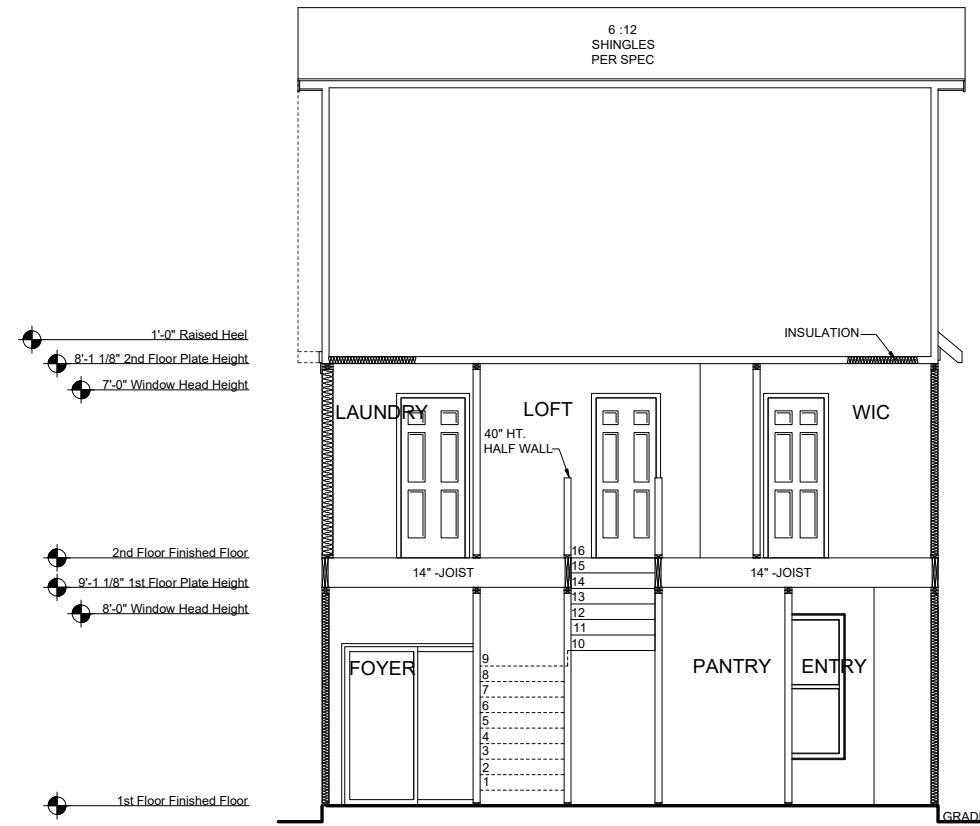 6 :12
SHINGLES
PER SPEC
1'-0" Raised Heel
INSULATION
8'-1 1/8" 2nd Floor Plate Height
7'-0" Window Head Height
LAUNDRY
LOFT
WIC
40" HT.
HALF WALL
2nd Floor Finished Floor
16
15
14" -JOIST
14" -JOIST
14
9'-1 1/8" 1st Floor Plate Height
13
8'-0" Window Head Height
12
11
10
9
FOYER
PANTRY
ENTRY
8
7
6
5
4
3
2
1
1st Floor Finished Floor